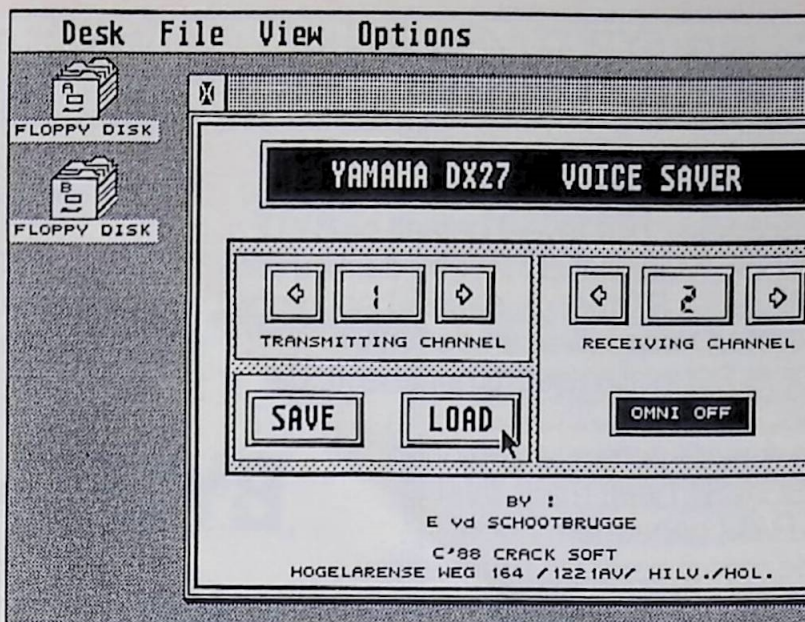 Desk File View Options
A
FLOPPY DISK
B
FLOPPY DISK
YAMAHA DX27 VOICE SAVER
1
2
TRANSMITTING CHANNEL
RECEIVING CHANNEL
SAVE
LOAD
OMNI OFF
BY :
E vd SCHOOTBRUGGE
C'88 CRACK SOFT
HOGELARENSE WEG 164 /1221AV/ HILV./HOL.